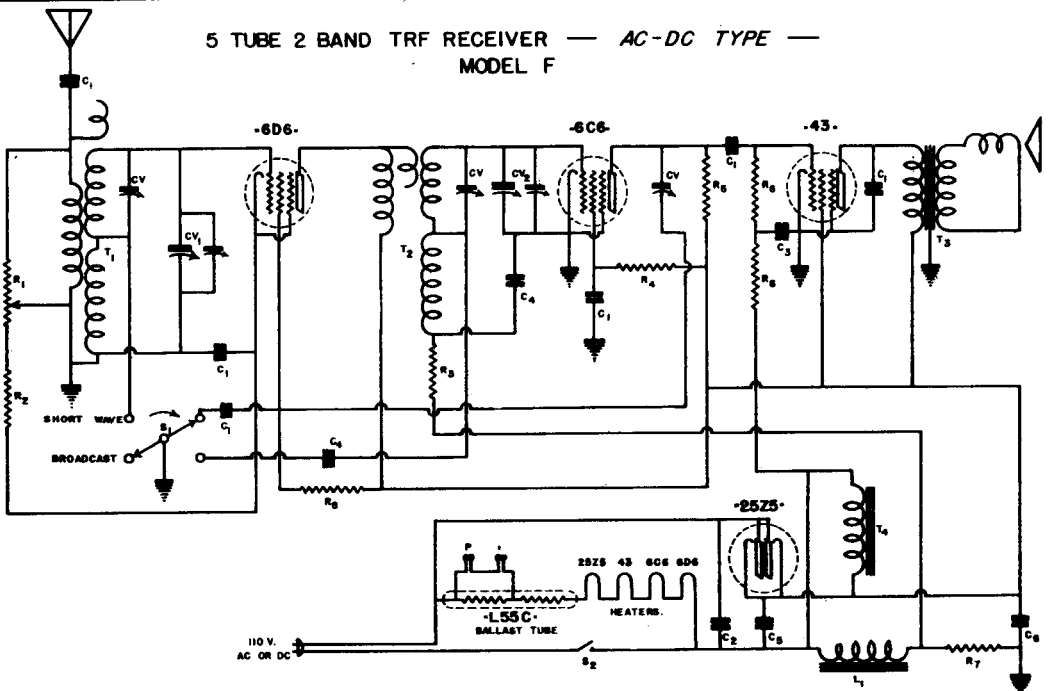 5 TUBE 2 BAND TRF RECEIVER — AC-DC TYPE —
MODEL F
C1
-6D6-
-6C6-
-43-
CV
CV1
T1
R1
R2
C1
T2
CV
CV2
C4
R3
C1
R4
CV
R5
C1
R6
C3
R6
C1
T3
SHORT WAVE
S1
C1
BROADCAST
C4
R8
-25Z5-
T4
P
25Z5 43 6C6 6D6
HEATERS.
-L55C-
BALLAST TUBE
110 V.
AC OR DC
S2
C2
C5
L1
R7
C6